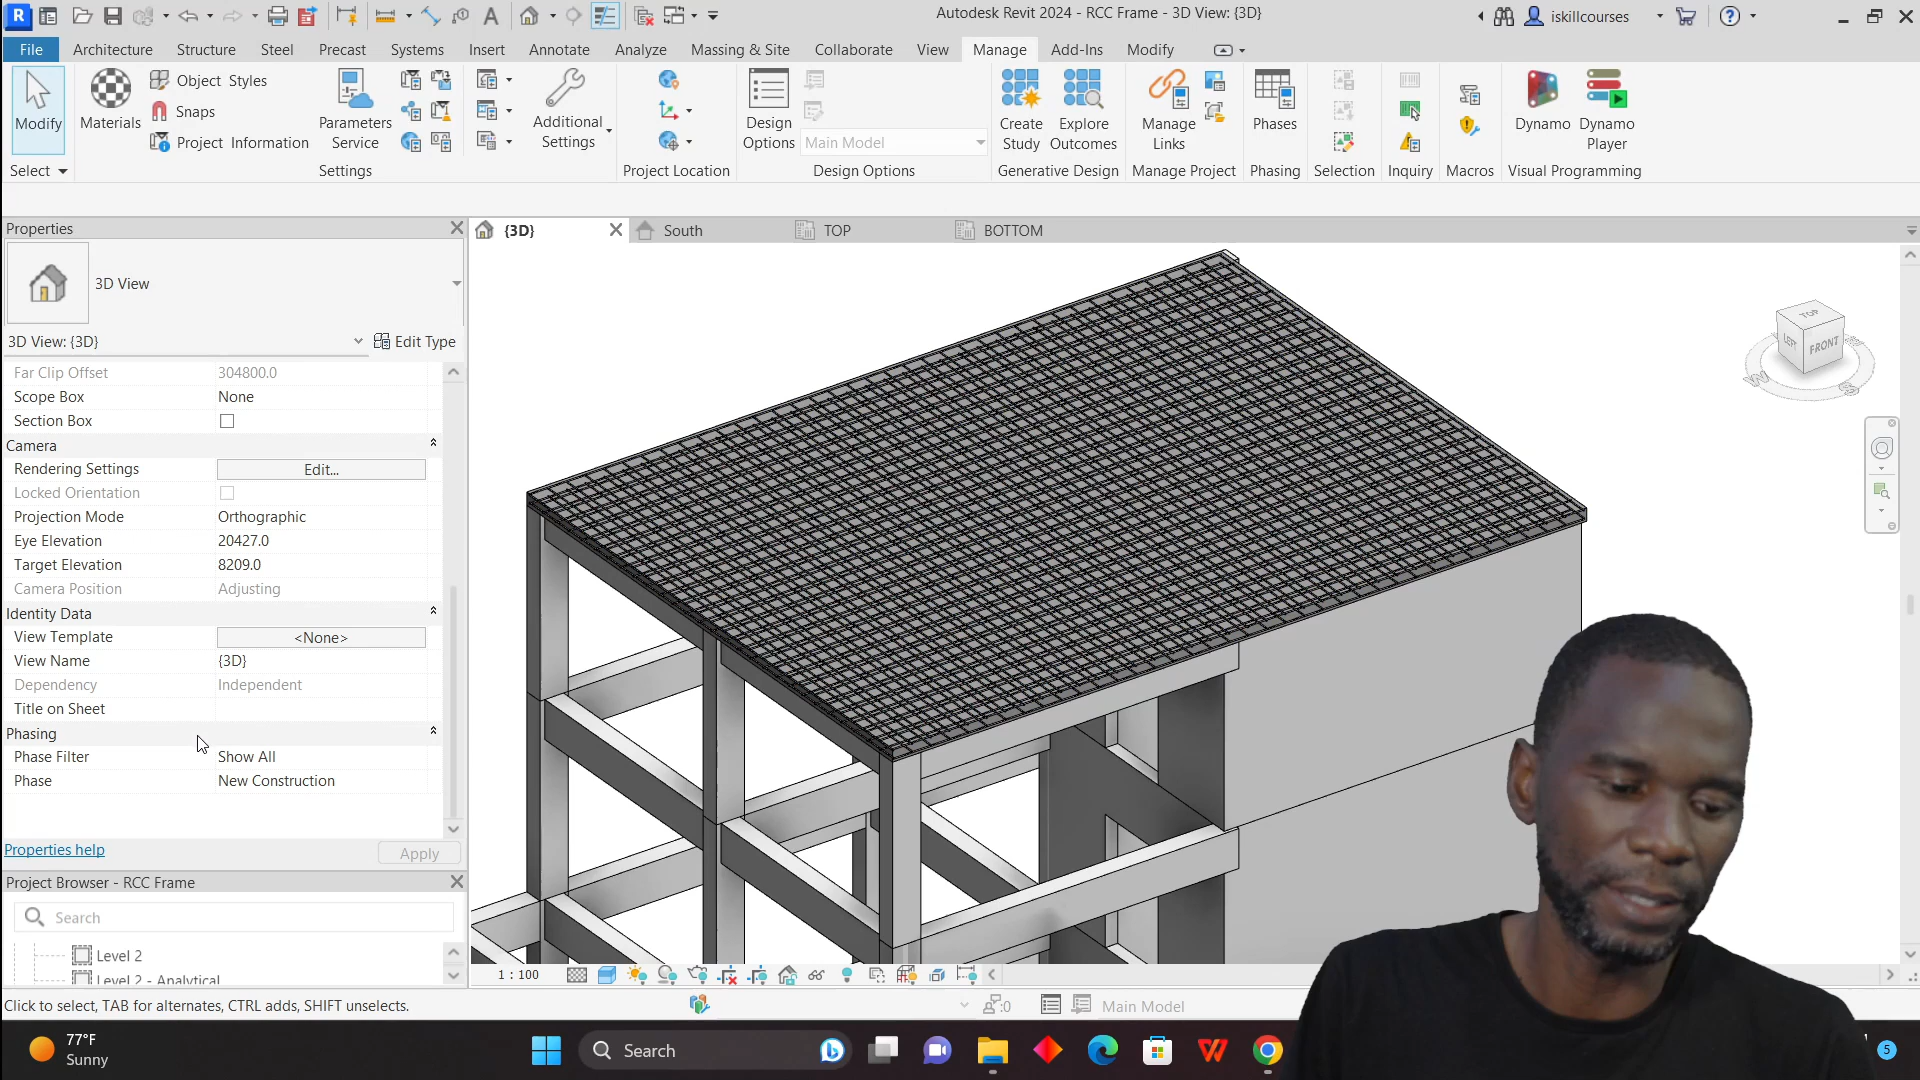 Autodesk Revit 2024 - RCC Frame - 3D View: {3D}
iskillcourses
File Architecture Structure Steel Precast Systems Insert Annotate Analyze Massing & Site Collaborate View Manage Add-Ins Modify
Modify
Materials
Object Styles
Snaps
Project Information
Parameters Service
Additional Settings
Design Options
Main Model
Create Study
Explore Outcomes
Manage Links
Phases
Dynamo
Dynamo Player
Select
Settings
Project Location
Design Options
Generative Design
Manage Project
Phasing
Selection
Inquiry
Macros
Visual Programming
Properties
{3D}
South
TOP
BOTTOM
3D View
3D View: {3D}
Edit Type
Far Clip Offset 304800.0
Scope Box None
Section Box
Camera
Rendering Settings Edit...
Locked Orientation
Projection Mode Orthographic
Eye Elevation 20427.0
Target Elevation 8209.0
Camera Position Adjusting
Identity Data
View Template <None>
View Name {3D}
Dependency Independent
Title on Sheet
Phasing
Phase Filter Show All
Phase New Construction
Properties help
Apply
Project Browser - RCC Frame
Search
Level 2
Level 2 - Analytical
TOP
LEFT
FRONT
W
S
1 : 100
Click to select, TAB for alternates, CTRL adds, SHIFT unselects.
:0
Main Model
77°F
Sunny
Search
5